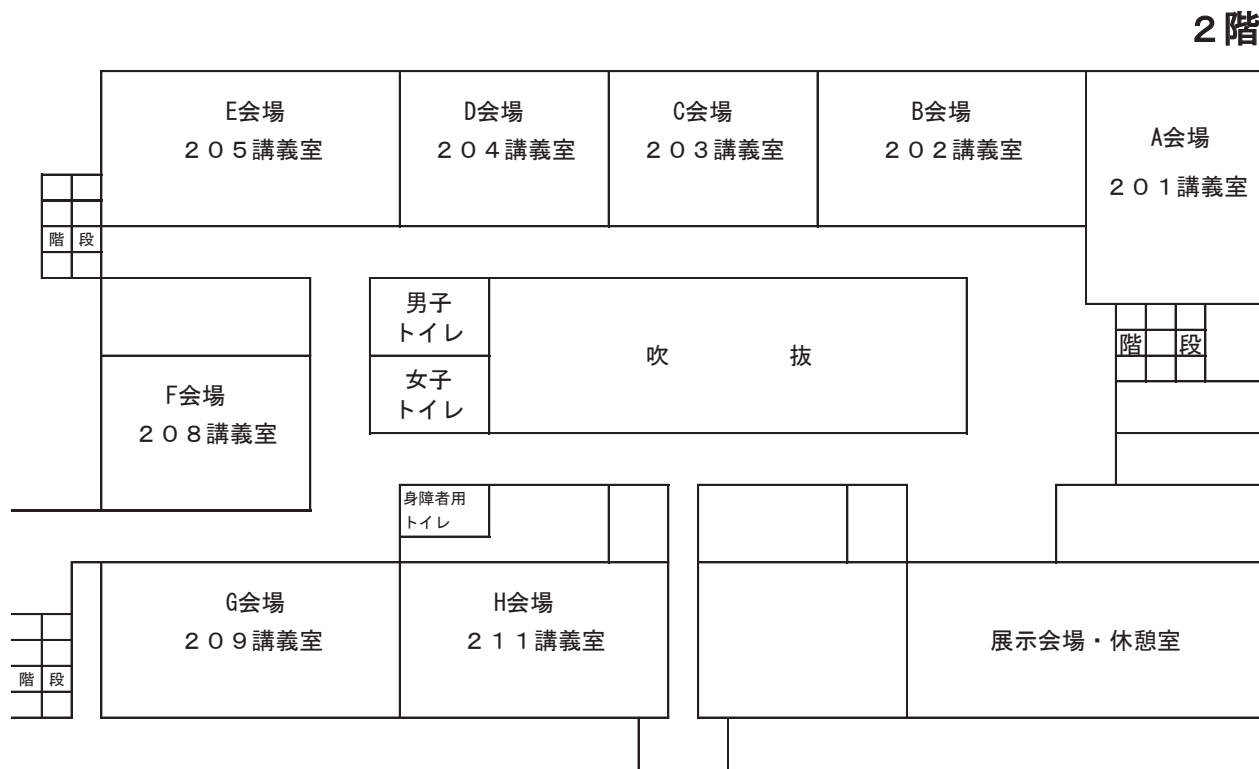 ２階
E会場
２０５講義室
D会場
２０４講義室
C会場
２０３講義室
B会場
２０２講義室
A会場
２０１講義室
階 段
男子
トイレ
女子
トイレ
吹 抜
階 段
F会場
２０８講義室
身障者用
トイレ
G会場
２０９講義室
H会場
２１１講義室
展示会場・休憩室
階 段